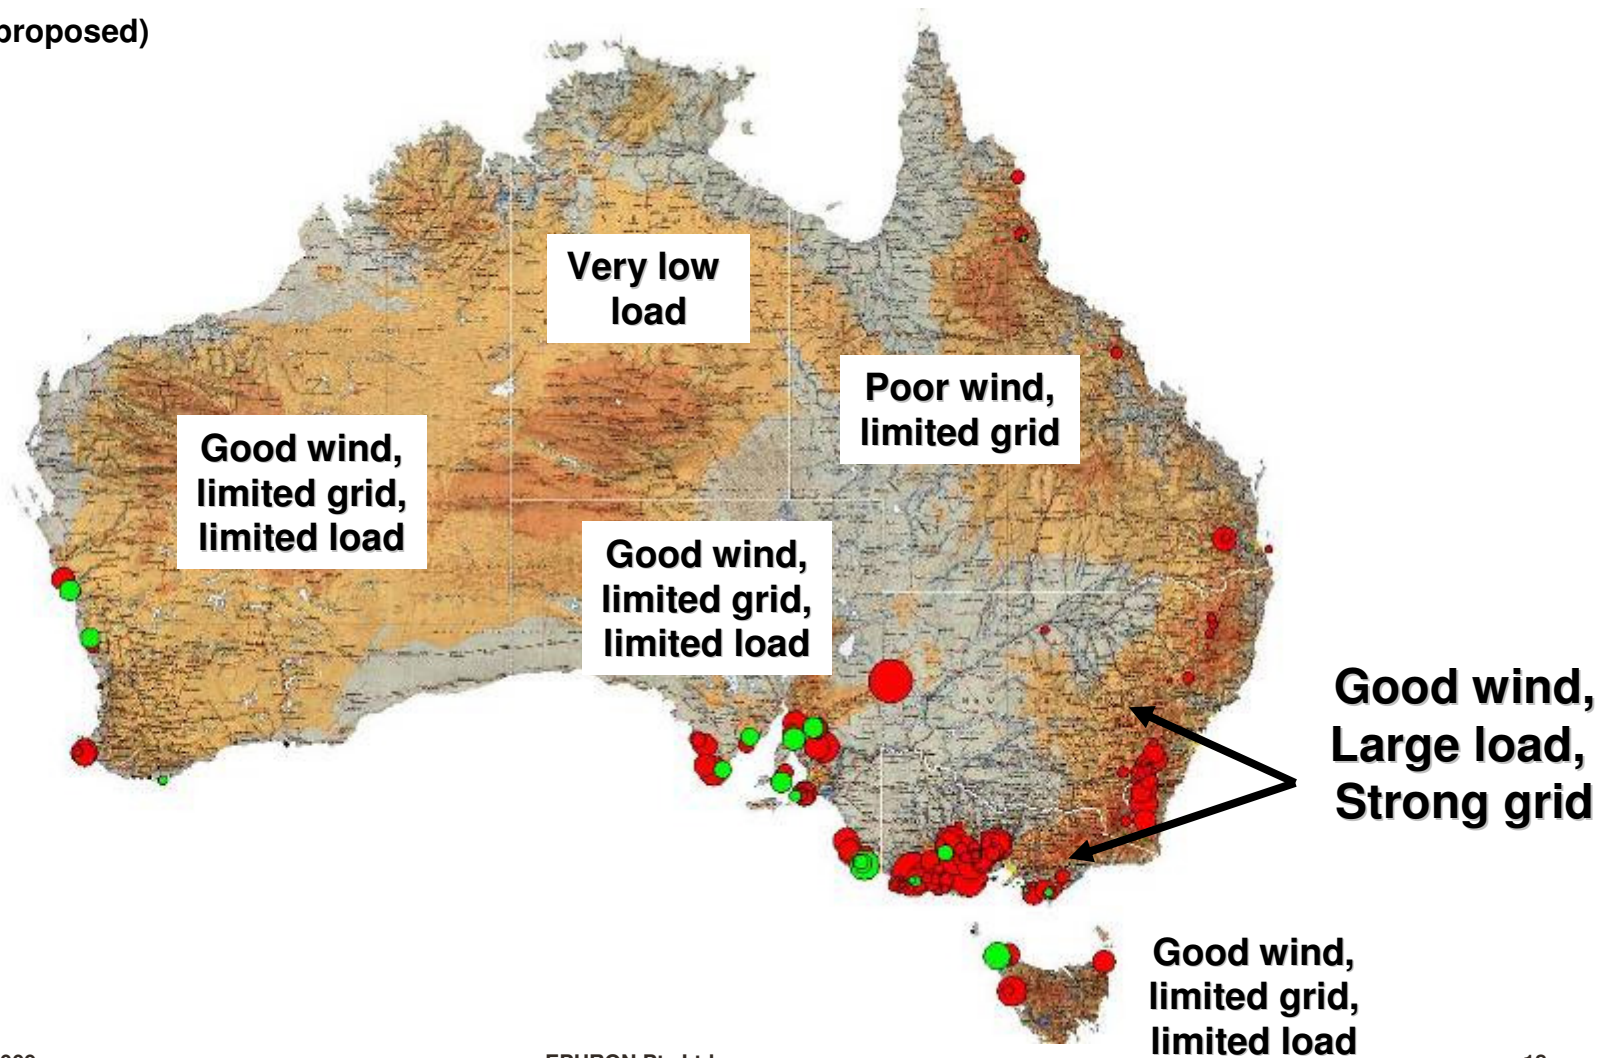 proposed)
Very low
load
Poor wind,
limited grid
Good wind,
limited grid,
limited load
Good wind,
limited grid,
limited load
Good wind,
Large load,
Strong grid
Good wind,
limited grid,
limited load